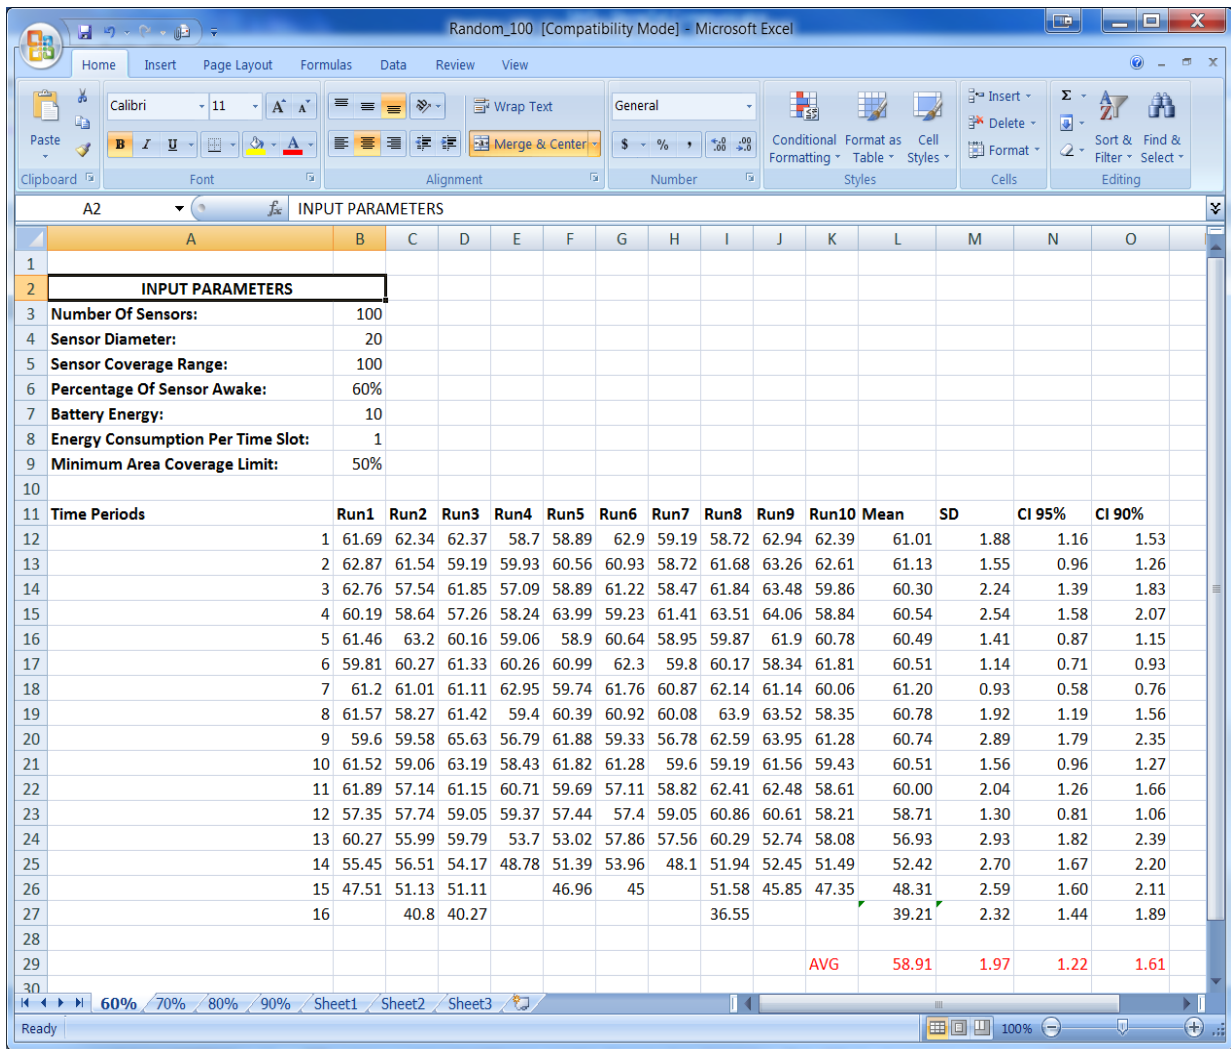 Random_100 [Compatibility Mode] - Microsoft Excel
Home Insert Page Layout Formulas Data Review View
Paste
Calibri 11 A A
B I U A
Wrap Text
Merge & Center
General
$ % , .00 .00
Conditional Formatting
Format as Table
Cell Styles
Insert
Delete
Format
Σ
Sort & Filter
Find & Select
Clipboard Font Alignment Number Styles Cells Editing
A2 fx INPUT PARAMETERS
A B C D E F G H I J K L M N O
1
2 INPUT PARAMETERS
3 Number Of Sensors: 100
4 Sensor Diameter: 20
5 Sensor Coverage Range: 100
6 Percentage Of Sensor Awake: 60%
7 Battery Energy: 10
8 Energy Consumption Per Time Slot: 1
9 Minimum Area Coverage Limit: 50%
10
11 Time Periods Run1 Run2 Run3 Run4 Run5 Run6 Run7 Run8 Run9 Run10 Mean SD CI 95% CI 90%
12 1 61.69 62.34 62.37 58.7 58.89 62.9 59.19 58.72 62.94 62.39 61.01 1.88 1.16 1.53
13 2 62.87 61.54 59.19 59.93 60.56 60.93 58.72 61.68 63.26 62.61 61.13 1.55 0.96 1.26
14 3 62.76 57.54 61.85 57.09 58.89 61.22 58.47 61.84 63.48 59.86 60.30 2.24 1.39 1.83
15 4 60.19 58.64 57.26 58.24 63.99 59.23 61.41 63.51 64.06 58.84 60.54 2.54 1.58 2.07
16 5 61.46 63.2 60.16 59.06 58.9 60.64 58.95 59.87 61.9 60.78 60.49 1.41 0.87 1.15
17 6 59.81 60.27 61.33 60.26 60.99 62.3 59.8 60.17 58.34 61.81 60.51 1.14 0.71 0.93
18 7 61.2 61.01 61.11 62.95 59.74 61.76 60.87 62.14 61.14 60.06 61.20 0.93 0.58 0.76
19 8 61.57 58.27 61.42 59.4 60.39 60.92 60.08 63.9 63.52 58.35 60.78 1.92 1.19 1.56
20 9 59.6 59.58 65.63 56.79 61.88 59.33 56.78 62.59 63.95 61.28 60.74 2.89 1.79 2.35
21 10 61.52 59.06 63.19 58.43 61.82 61.28 59.6 59.19 61.56 59.43 60.51 1.56 0.96 1.27
22 11 61.89 57.14 61.15 60.71 59.69 57.11 58.82 62.41 62.48 58.61 60.00 2.04 1.26 1.66
23 12 57.35 57.74 59.05 59.37 57.44 57.4 59.05 60.86 60.61 58.21 58.71 1.30 0.81 1.06
24 13 60.27 55.99 59.79 53.7 53.02 57.86 57.56 60.29 52.74 58.08 56.93 2.93 1.82 2.39
25 14 55.45 56.51 54.17 48.78 51.39 53.96 48.1 51.94 52.45 51.49 52.42 2.70 1.67 2.20
26 15 47.51 51.13 51.11 46.96 45 51.58 45.85 47.35 48.31 2.59 1.60 2.11
27 16 40.8 40.27 36.55 39.21 2.32 1.44 1.89
28
29 AVG 58.91 1.97 1.22 1.61
30
60% 70% 80% 90% Sheet1 Sheet2 Sheet3
Ready 100%